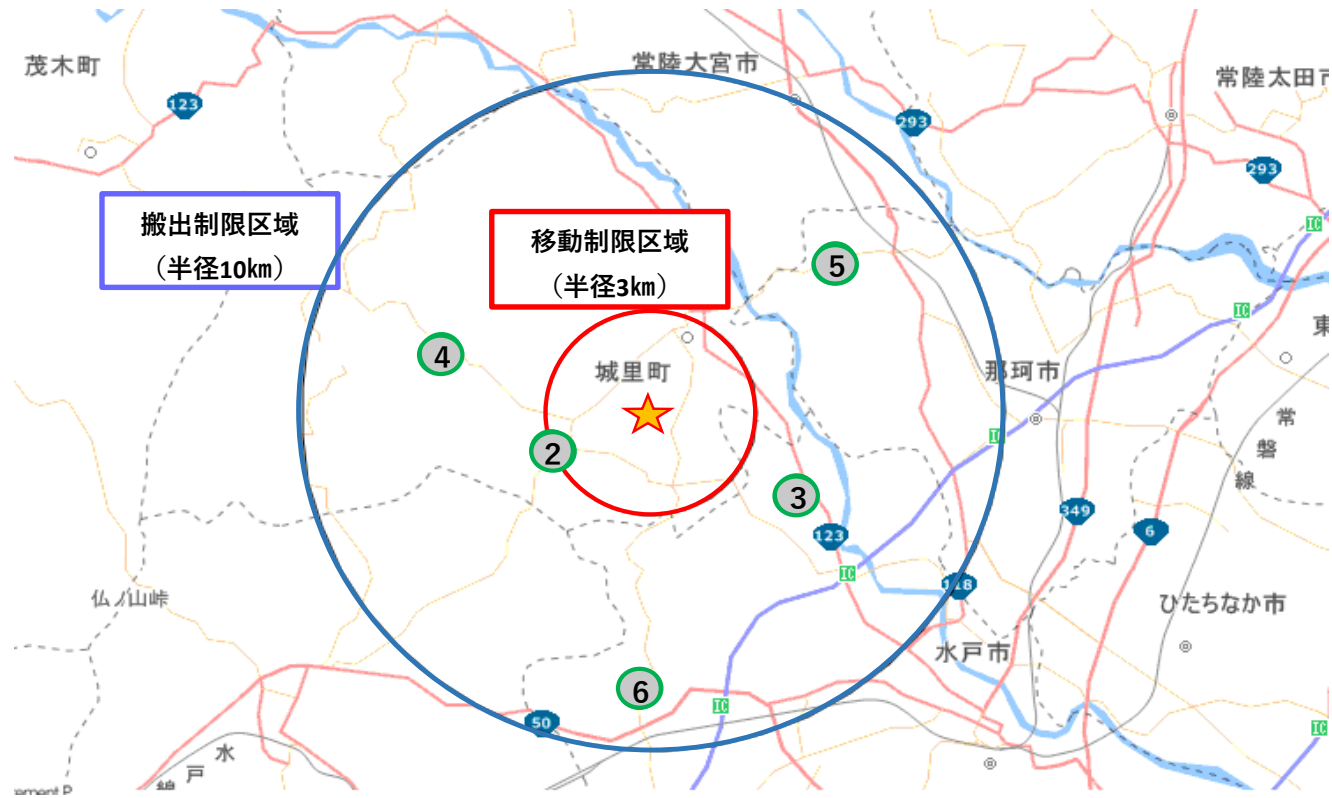 茂木町
常陸大宮市
常陸太田市
123
293
293
搬出制限区域
（半径10㎞）
移動制限区域
（半径3㎞）
IC
5
IC
東
4
城里町
那珂市
常
磐
線
2
IC
3
349
6
123
IC
118
仏ノ山峠
ひたちなか市
水戸市
6
IC
50
IC
水
戸
線
ement P